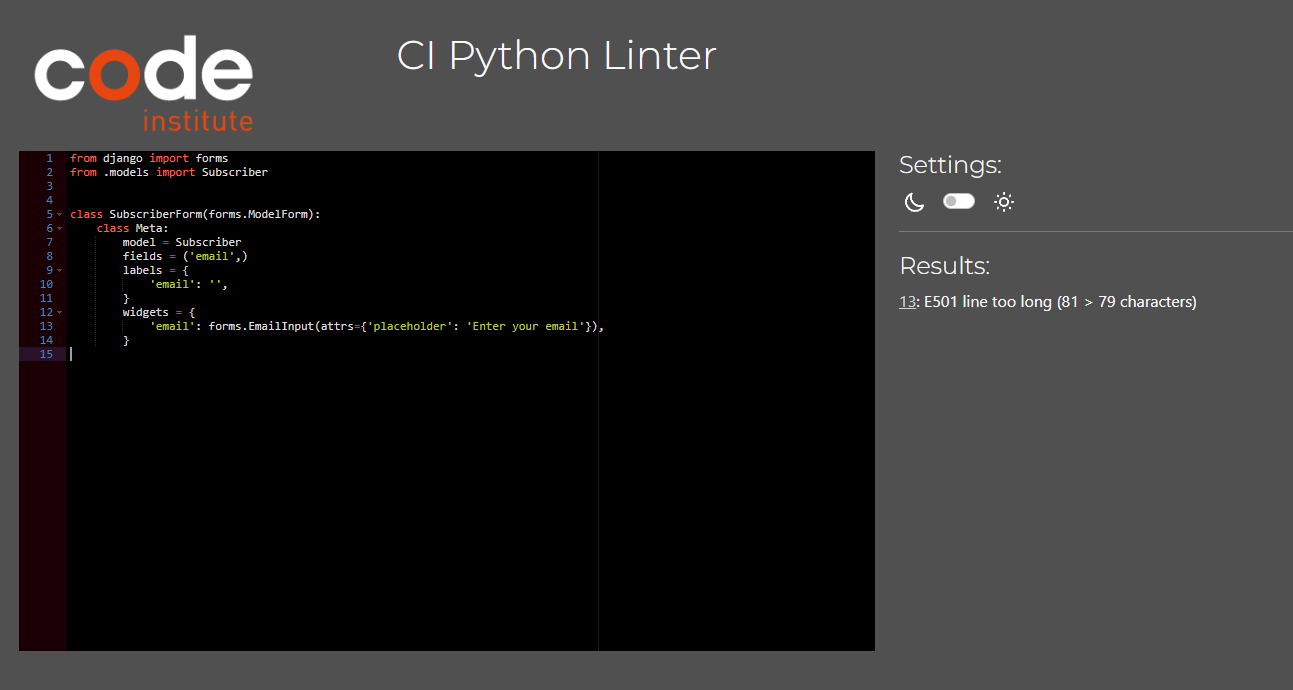 code
institute
CI Python Linter
1 from django import forms
2 from .models import Subscriber
3
4
5 class SubscriberForm(forms.ModelForm):
6     class Meta:
7         model = Subscriber
8         fields = ('email',)
9         labels = {
10             'email': '',
11         }
12         widgets = {
13             'email': forms.EmailInput(attrs={'placeholder': 'Enter your email'}),
14         }
15
Settings:
Results:
13: E501 line too long (81 > 79 characters)